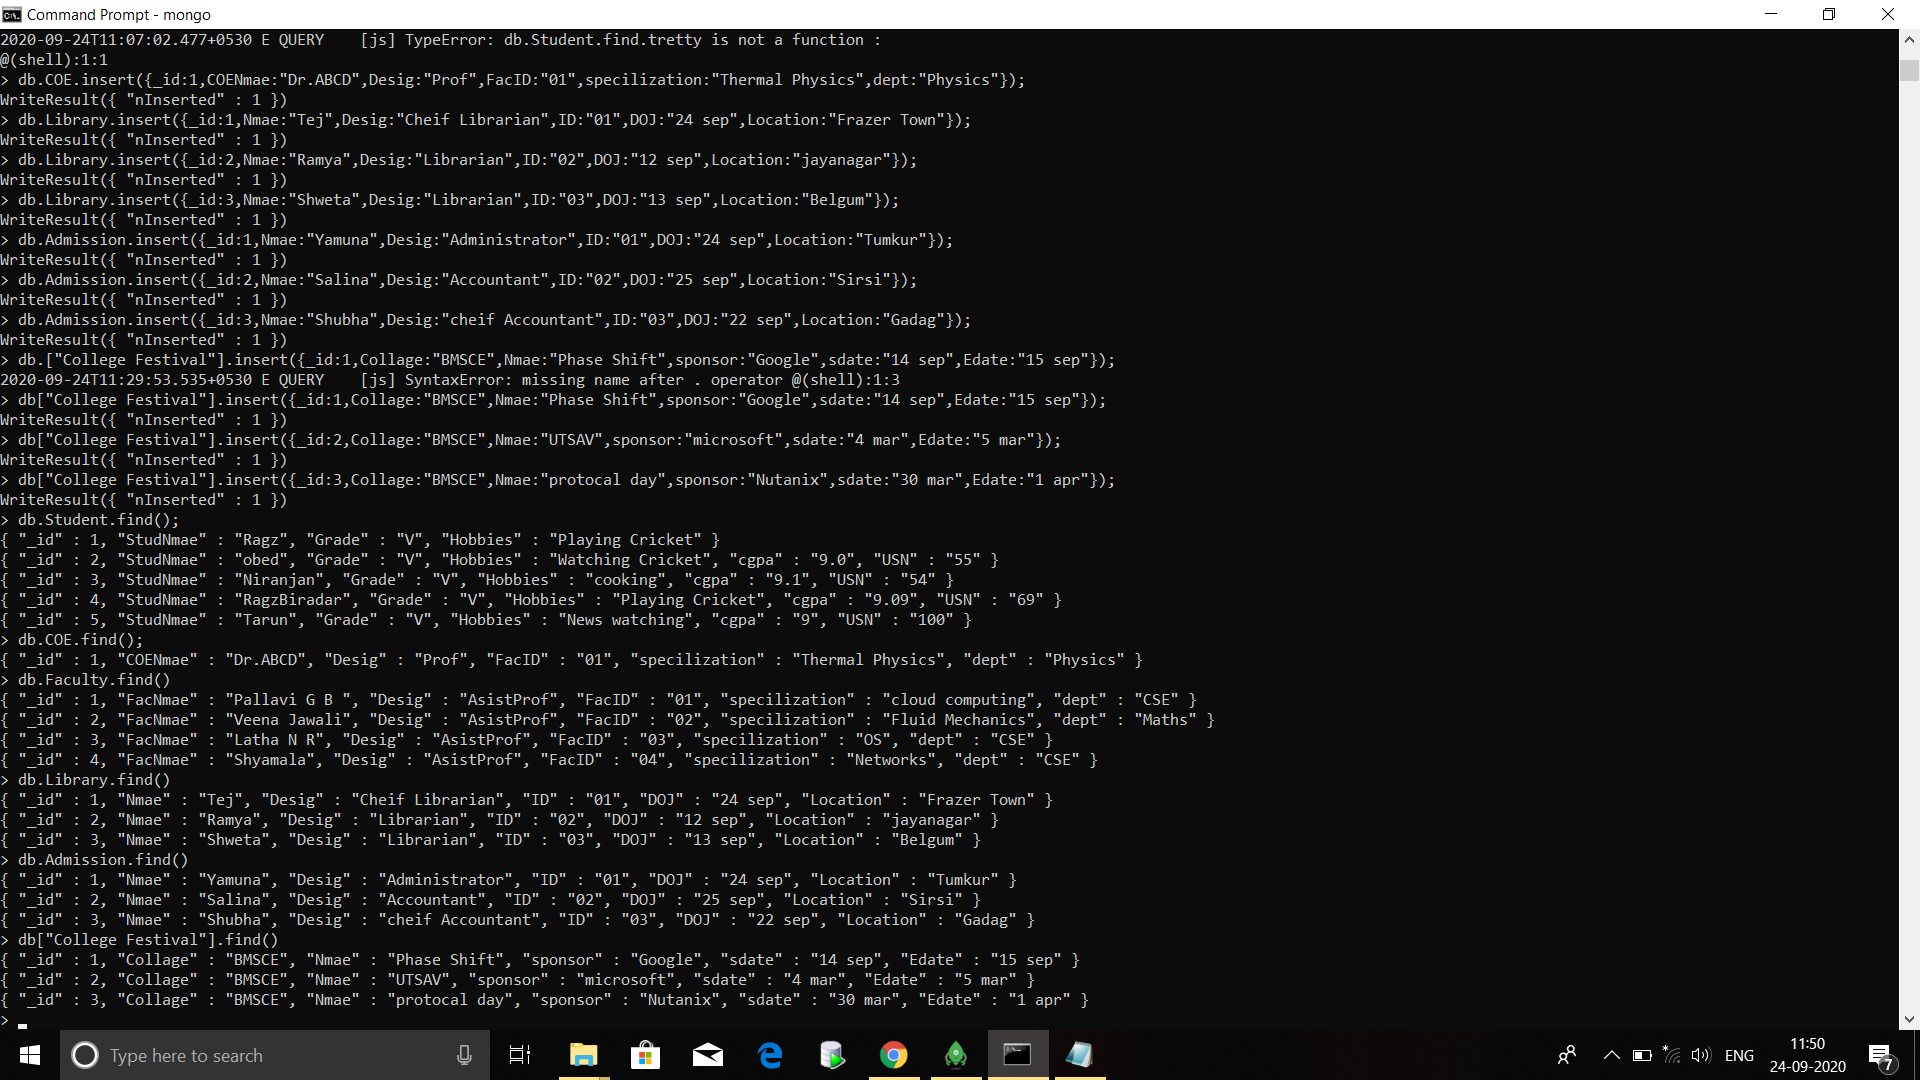 Command Prompt - mongo
2020-09-24T11:07:02.477+0530 E QUERY    [js] TypeError: db.Student.find.tretty is not a function :
@(shell):1:1
> db.COE.insert({_id:1,COENmae:"Dr.ABCD",Desig:"Prof",FacID:"01",specilization:"Thermal Physics",dept:"Physics"});
WriteResult({ "nInserted" : 1 })
> db.Library.insert({_id:1,Nmae:"Tej",Desig:"Cheif Librarian",ID:"01",DOJ:"24 sep",Location:"Frazer Town"});
WriteResult({ "nInserted" : 1 })
> db.Library.insert({_id:2,Nmae:"Ramya",Desig:"Librarian",ID:"02",DOJ:"12 sep",Location:"jayanagar"});
WriteResult({ "nInserted" : 1 })
> db.Library.insert({_id:3,Nmae:"Shweta",Desig:"Librarian",ID:"03",DOJ:"13 sep",Location:"Belgum"});
WriteResult({ "nInserted" : 1 })
> db.Admission.insert({_id:1,Nmae:"Yamuna",Desig:"Administrator",ID:"01",DOJ:"24 sep",Location:"Tumkur"});
WriteResult({ "nInserted" : 1 })
> db.Admission.insert({_id:2,Nmae:"Salina",Desig:"Accountant",ID:"02",DOJ:"25 sep",Location:"Sirsi"});
WriteResult({ "nInserted" : 1 })
> db.Admission.insert({_id:3,Nmae:"Shubha",Desig:"cheif Accountant",ID:"03",DOJ:"22 sep",Location:"Gadag"});
WriteResult({ "nInserted" : 1 })
> db.["College Festival"].insert({_id:1,Collage:"BMSCE",Nmae:"Phase Shift",sponsor:"Google",sdate:"14 sep",Edate:"15 sep"});
2020-09-24T11:29:53.535+0530 E QUERY    [js] SyntaxError: missing name after . operator @(shell):1:3
> db["College Festival"].insert({_id:1,Collage:"BMSCE",Nmae:"Phase Shift",sponsor:"Google",sdate:"14 sep",Edate:"15 sep"});
WriteResult({ "nInserted" : 1 })
> db["College Festival"].insert({_id:2,Collage:"BMSCE",Nmae:"UTSAV",sponsor:"microsoft",sdate:"4 mar",Edate:"5 mar"});
WriteResult({ "nInserted" : 1 })
> db["College Festival"].insert({_id:3,Collage:"BMSCE",Nmae:"protocal day",sponsor:"Nutanix",sdate:"30 mar",Edate:"1 apr"});
WriteResult({ "nInserted" : 1 })
> db.Student.find();
{ "_id" : 1, "StudNmae" : "Ragz", "Grade" : "V", "Hobbies" : "Playing Cricket" }
{ "_id" : 2, "StudNmae" : "obed", "Grade" : "V", "Hobbies" : "Watching Cricket", "cgpa" : "9.0", "USN" : "55" }
{ "_id" : 3, "StudNmae" : "Niranjan", "Grade" : "V", "Hobbies" : "cooking", "cgpa" : "9.1", "USN" : "54" }
{ "_id" : 4, "StudNmae" : "RagzBiradar", "Grade" : "V", "Hobbies" : "Playing Cricket", "cgpa" : "9.09", "USN" : "69" }
{ "_id" : 5, "StudNmae" : "Tarun", "Grade" : "V", "Hobbies" : "News watching", "cgpa" : "9", "USN" : "100" }
> db.COE.find();
{ "_id" : 1, "COENmae" : "Dr.ABCD", "Desig" : "Prof", "FacID" : "01", "specilization" : "Thermal Physics", "dept" : "Physics" }
> db.Faculty.find()
{ "_id" : 1, "FacNmae" : "Pallavi G B ", "Desig" : "AsistProf", "FacID" : "01", "specilization" : "cloud computing", "dept" : "CSE" }
{ "_id" : 2, "FacNmae" : "Veena Jawali", "Desig" : "AsistProf", "FacID" : "02", "specilization" : "Fluid Mechanics", "dept" : "Maths" }
{ "_id" : 3, "FacNmae" : "Latha N R", "Desig" : "AsistProf", "FacID" : "03", "specilization" : "OS", "dept" : "CSE" }
{ "_id" : 4, "FacNmae" : "Shyamala", "Desig" : "AsistProf", "FacID" : "04", "specilization" : "Networks", "dept" : "CSE" }
> db.Library.find()
{ "_id" : 1, "Nmae" : "Tej", "Desig" : "Cheif Librarian", "ID" : "01", "DOJ" : "24 sep", "Location" : "Frazer Town" }
{ "_id" : 2, "Nmae" : "Ramya", "Desig" : "Librarian", "ID" : "02", "DOJ" : "12 sep", "Location" : "jayanagar" }
{ "_id" : 3, "Nmae" : "Shweta", "Desig" : "Librarian", "ID" : "03", "DOJ" : "13 sep", "Location" : "Belgum" }
> db.Admission.find()
{ "_id" : 1, "Nmae" : "Yamuna", "Desig" : "Administrator", "ID" : "01", "DOJ" : "24 sep", "Location" : "Tumkur" }
{ "_id" : 2, "Nmae" : "Salina", "Desig" : "Accountant", "ID" : "02", "DOJ" : "25 sep", "Location" : "Sirsi" }
{ "_id" : 3, "Nmae" : "Shubha", "Desig" : "cheif Accountant", "ID" : "03", "DOJ" : "22 sep", "Location" : "Gadag" }
> db["College Festival"].find()
{ "_id" : 1, "Collage" : "BMSCE", "Nmae" : "Phase Shift", "sponsor" : "Google", "sdate" : "14 sep", "Edate" : "15 sep" }
{ "_id" : 2, "Collage" : "BMSCE", "Nmae" : "UTSAV", "sponsor" : "microsoft", "sdate" : "4 mar", "Edate" : "5 mar" }
{ "_id" : 3, "Collage" : "BMSCE", "Nmae" : "protocal day", "sponsor" : "Nutanix", "sdate" : "30 mar", "Edate" : "1 apr" }
>
Type here to search
ENG
11:50
24-09-2020
7